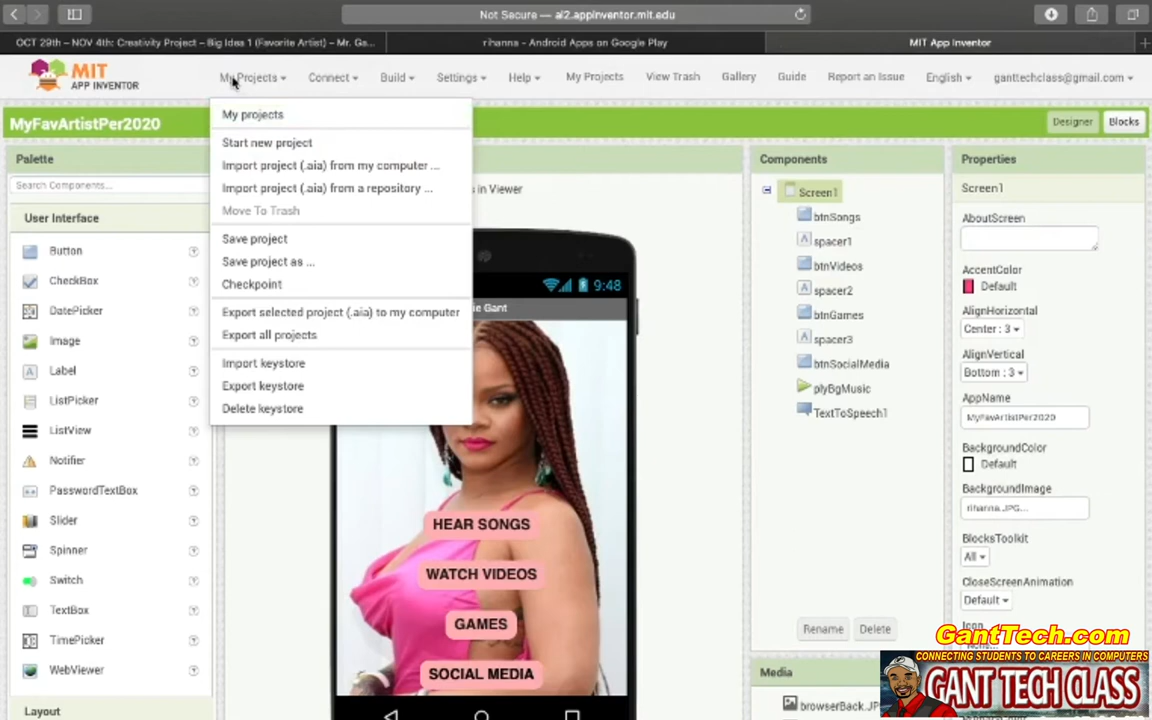 Not Secure — ai2.appinventor.mit.edu
OCT 29th – NOV 4th: Creativity Project – Big Idea 1 (Favorite Artist) – Mr. Ga...
rihanna - Android Apps on Google Play
MIT App Inventor
MIT
APP INVENTOR
My Projects
Connect
Build
Settings
Help
My Projects
View Trash
Gallery
Guide
Report an Issue
English
ganttechclass@gmail.com
MyFavArtistPer2020
Designer
Blocks
My projects
Start new project
Import project (.aia) from my computer ...
Import project (.aia) from a repository ...
Move To Trash
Save project
Save project as ...
Checkpoint
Export selected project (.aia) to my computer
Export all projects
Import keystore
Export keystore
Delete keystore
Palette
Search Components...
User Interface
Button
CheckBox
DatePicker
Image
Label
ListPicker
ListView
Notifier
PasswordTextBox
Slider
Spinner
Switch
TextBox
TimePicker
WebViewer
Layout
s in Viewer
9:48
ie Gant
HEAR SONGS
WATCH VIDEOS
GAMES
SOCIAL MEDIA
Components
Screen1
btnSongs
spacer1
btnVideos
spacer2
btnGames
spacer3
btnSocialMedia
plyBgMusic
TextToSpeech1
Rename
Delete
Media
browserBack.JP
Properties
Screen1
AboutScreen
AccentColor
Default
AlignHorizontal
Center : 3
AlignVertical
Bottom : 3
AppName
MyFavArtistPer2020
BackgroundColor
Default
BackgroundImage
rihanna.JPG...
BlocksToolkit
All
CloseScreenAnimation
Default
Icon
GantTech.com
CONNECTING STUDENTS TO CAREERS IN COMPUTERS
GANT TECH CLASS